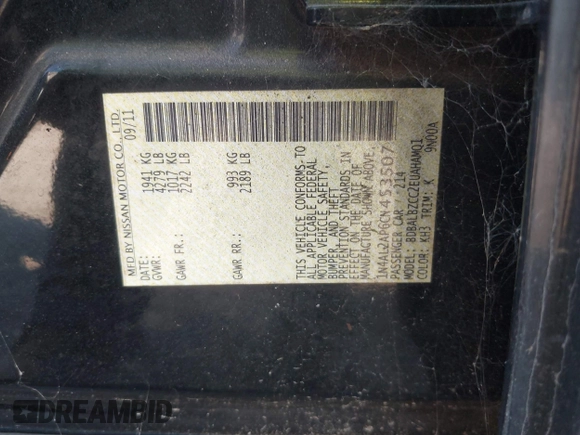 MFD BY NISSAN MOTOR CO., LTD.
DATE: 09/11
GVWR: 1941 KG
4279 LB
GAWR FR: 1017 KG
2242 LB
GAWR RR: 993 KG
2189 LB
THIS VEHICLE CONFORMS TO
ALL APPLICABLE FEDERAL
MOTOR VEHICLE SAFETY,
BUMPER, AND THEFT
PREVENTION STANDARDS IN
EFFECT ON THE DATE OF
MANUFACTURE SHOWN ABOVE.
1N4AL2AP6CN453507
PASSENGER CAR 214
MODEL: BDBALBZCC2EUAHAMQI
COLOR: KH3 TRIM: K 9N00A
DREAMBID